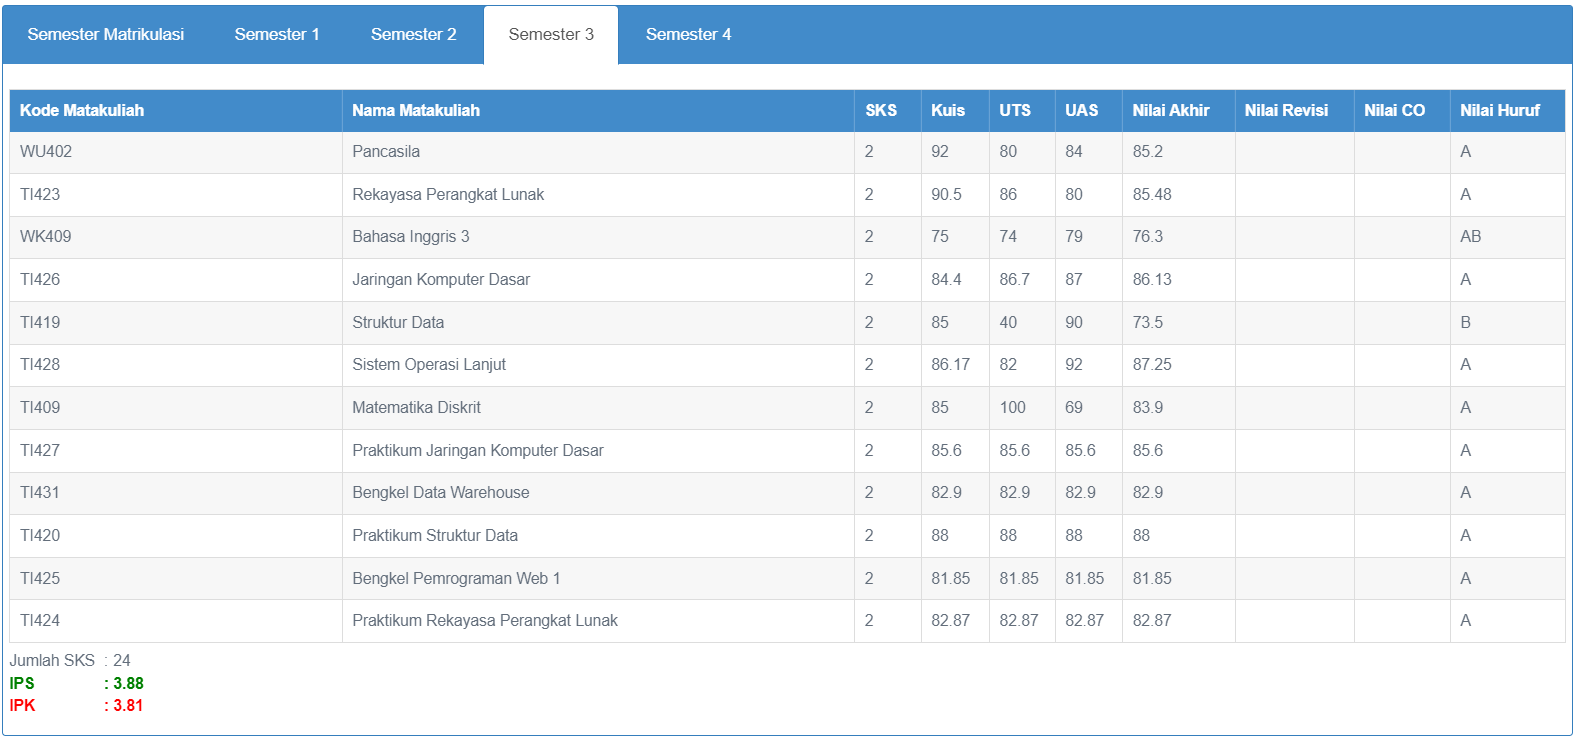 Semester Matrikulasi Semester 1 Semester 2 Semester 3 Semester 4
Kode Matakuliah Nama Matakuliah SKS Kuis UTS UAS Nilai Akhir Nilai Revisi Nilai CO Nilai Huruf
WU402 Pancasila 2 92 80 84 85.2 A
TI423 Rekayasa Perangkat Lunak 2 90.5 86 80 85.48 A
WK409 Bahasa Inggris 3 2 75 74 79 76.3 AB
TI426 Jaringan Komputer Dasar 2 84.4 86.7 87 86.13 A
TI419 Struktur Data 2 85 40 90 73.5 B
TI428 Sistem Operasi Lanjut 2 86.17 82 92 87.25 A
TI409 Matematika Diskrit 2 85 100 69 83.9 A
TI427 Praktikum Jaringan Komputer Dasar 2 85.6 85.6 85.6 85.6 A
TI431 Bengkel Data Warehouse 2 82.9 82.9 82.9 82.9 A
TI420 Praktikum Struktur Data 2 88 88 88 88 A
TI425 Bengkel Pemrograman Web 1 2 81.85 81.85 81.85 81.85 A
TI424 Praktikum Rekayasa Perangkat Lunak 2 82.87 82.87 82.87 82.87 A
Jumlah SKS : 24
IPS : 3.88
IPK : 3.81